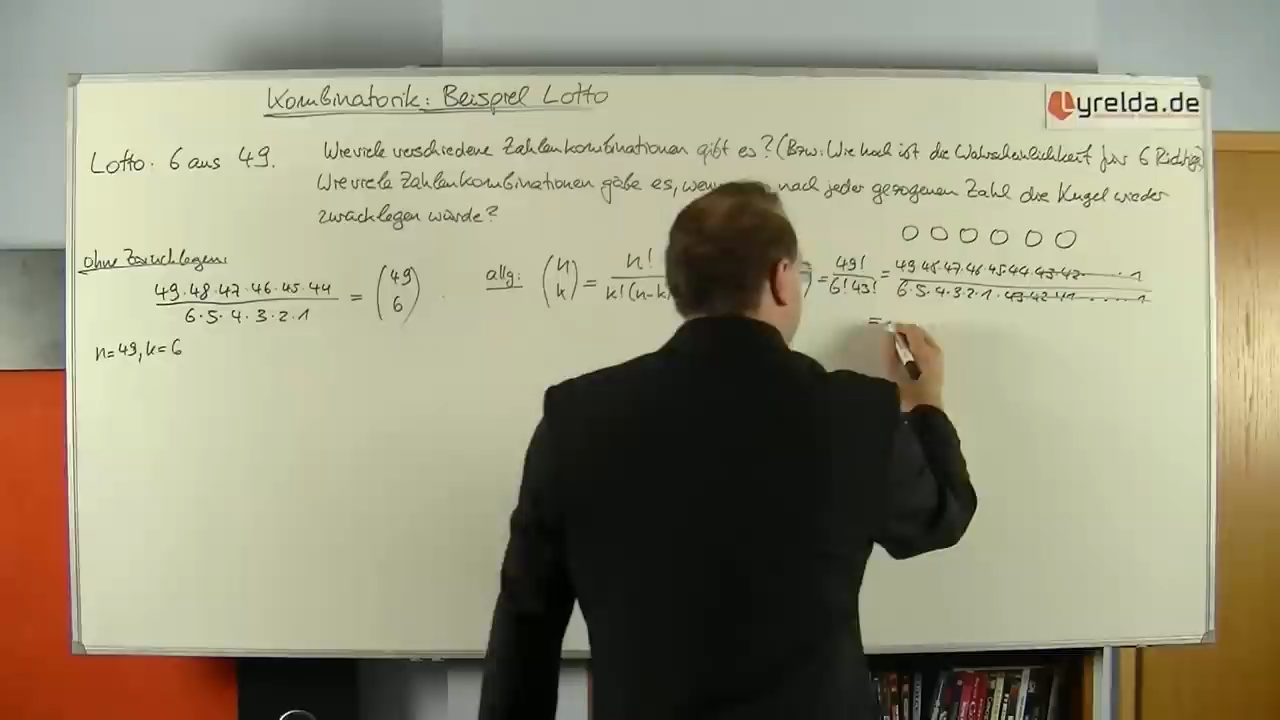 Kombinatorik: Beispiel Lotto
Lyrelda.de
Lotto: 6 aus 49.
Wieviele verschiedene Zahlenkombinationen gibt es? (Bzw: Wie hoch ist die Wahrscheinlichkeit für 6 Richtige
Wieviele Zahlenkombinationen gäbe es, nach jeder gezogenen Zahl die Kugel wieder
zurücklegen würde?
ohne Zurücklegen:
49·48·47·46·45·44 / 6·5·4·3·2·1 = (49 6)
allg: (n k) = n! / k!(n-k)
= 49! / 6!43! = 49·48·47·46·45·44·43·42·......·1 / 6·5·4·3·2·1·43·42·41·.....·1
=
n=49, k=6